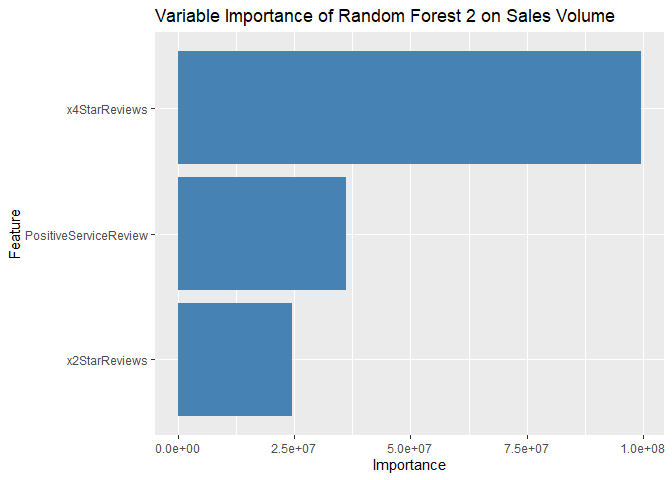 Variable Importance of Random Forest 2 on Sales Volume
x4StarReviews
PositiveServiceReview
x2StarReviews
Feature
0.0e+00 2.5e+07 5.0e+07 7.5e+07 1.0e+08
Importance